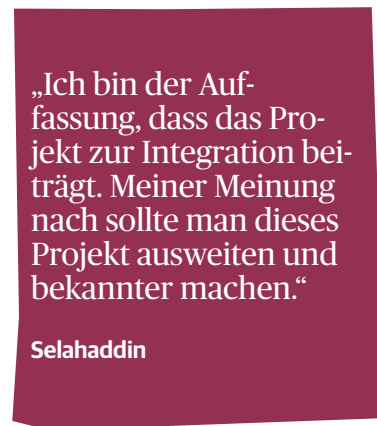 „Ich bin der Auf-
fassung, dass das Pro-
jekt zur Integration bei-
trägt. Meiner Meinung
nach sollte man dieses
Projekt ausweiten und
bekannter machen.“
Selahaddin